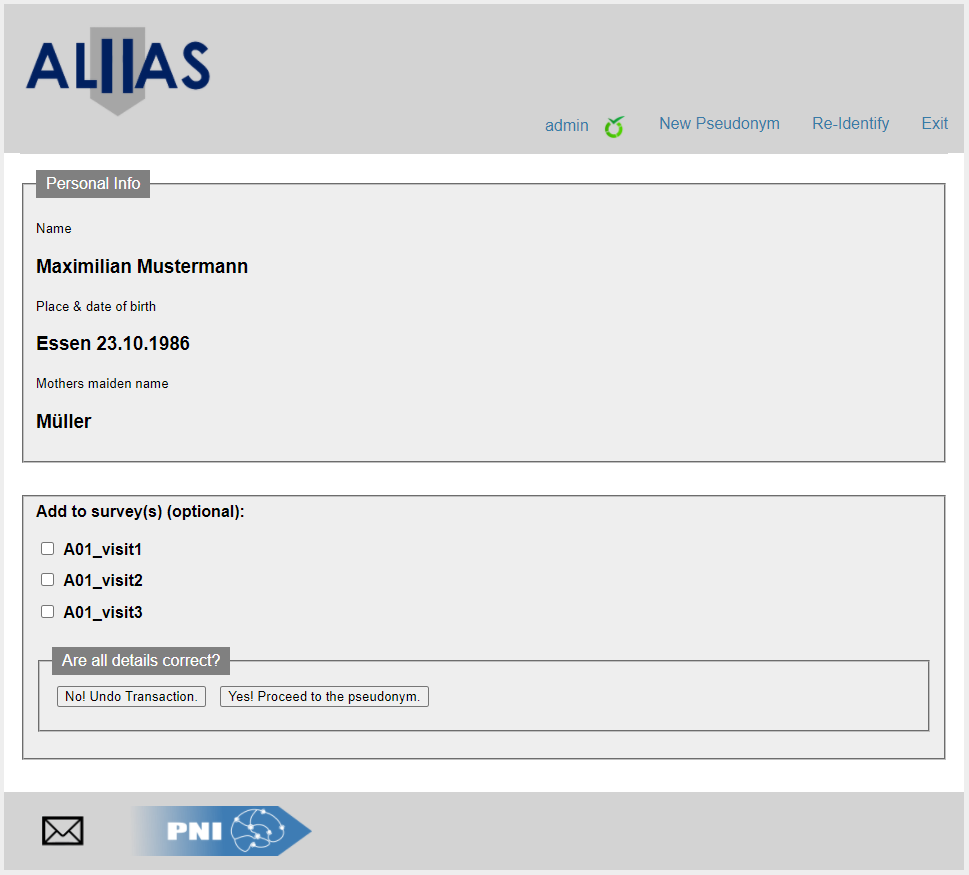 ALIIAS
admin New Pseudonym Re-Identify Exit
Personal Info
Name
Maximilian Mustermann
Place & date of birth
Essen 23.10.1986
Mothers maiden name
Müller
Add to survey(s) (optional):
A01_visit1
A01_visit2
A01_visit3
Are all details correct?
No! Undo Transaction. Yes! Proceed to the pseudonym.
PNI